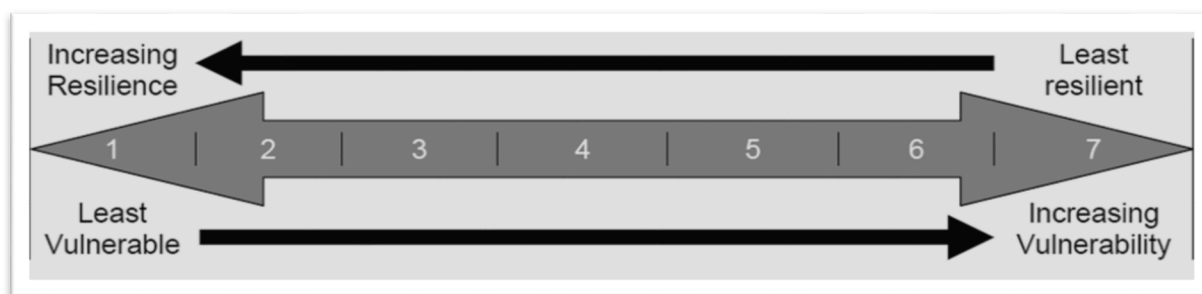 Increasing
Resilience
Least
resilient
1 2 3 4 5 6 7
Least
Vulnerable
Increasing
Vulnerability